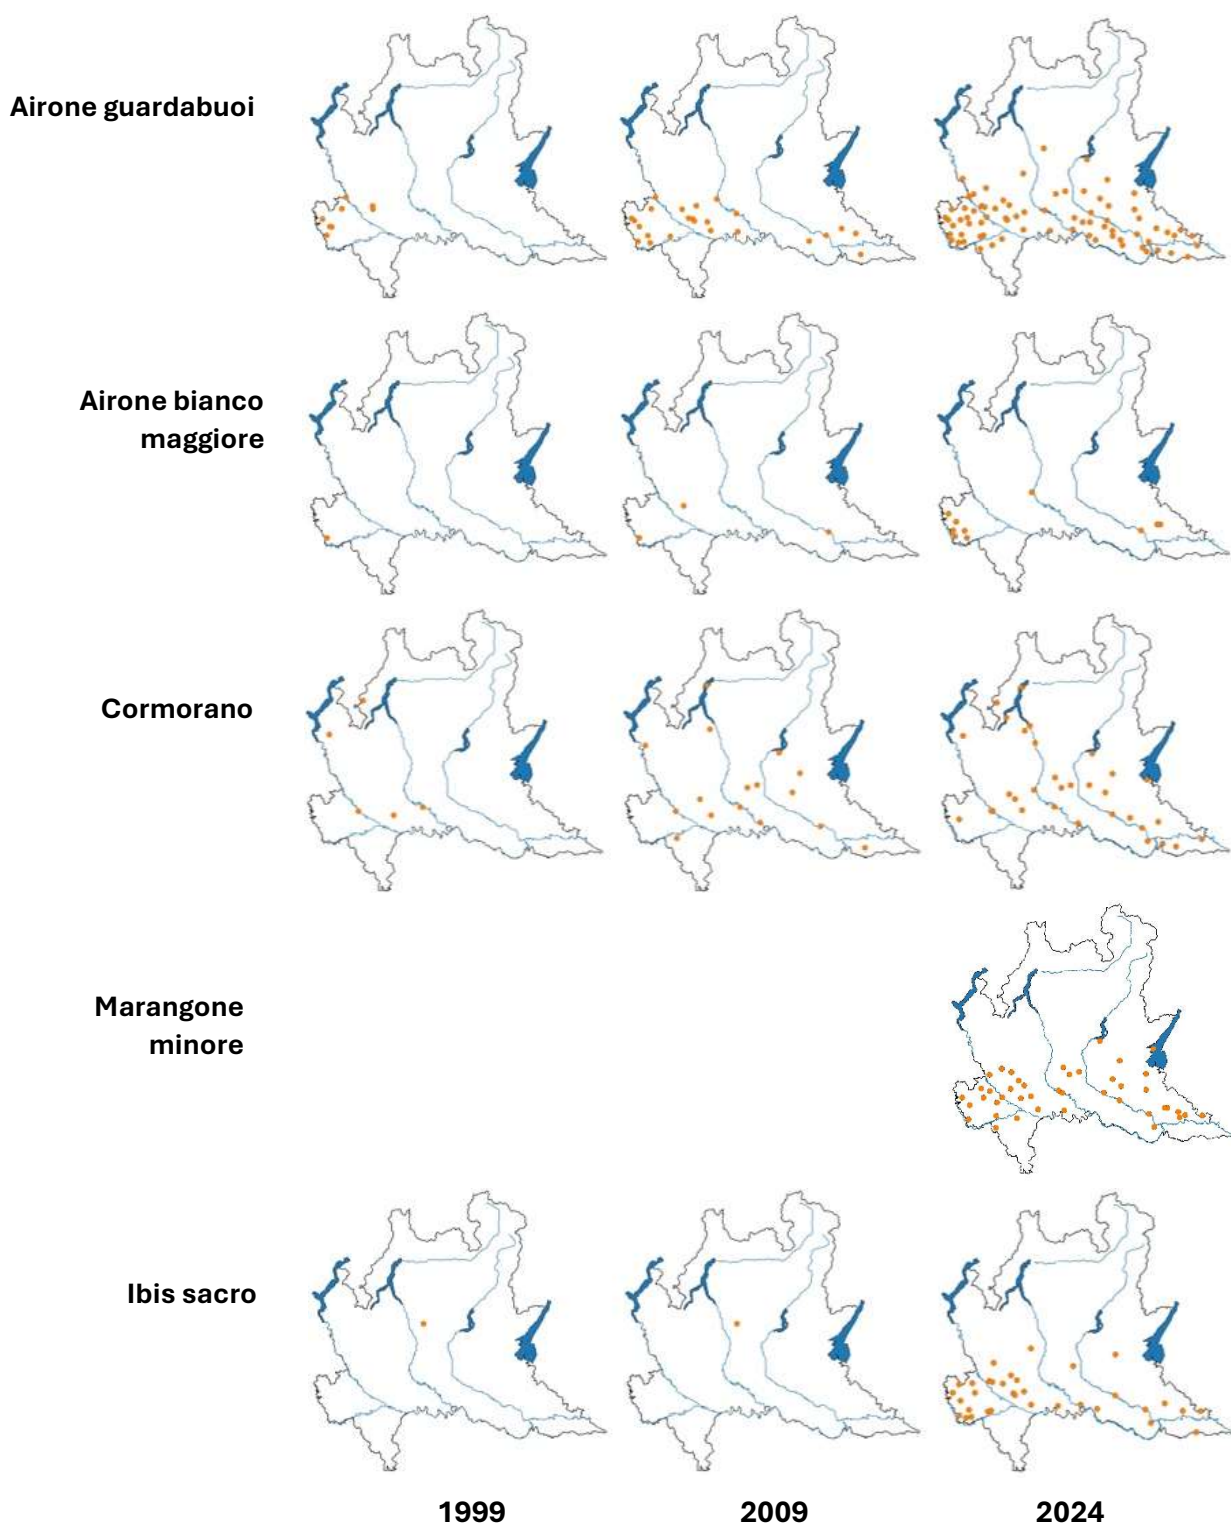 Airone guardabuoi
Airone bianco
maggiore
Cormorano
Marangone
minore
Ibis sacro
1999 2009 2024